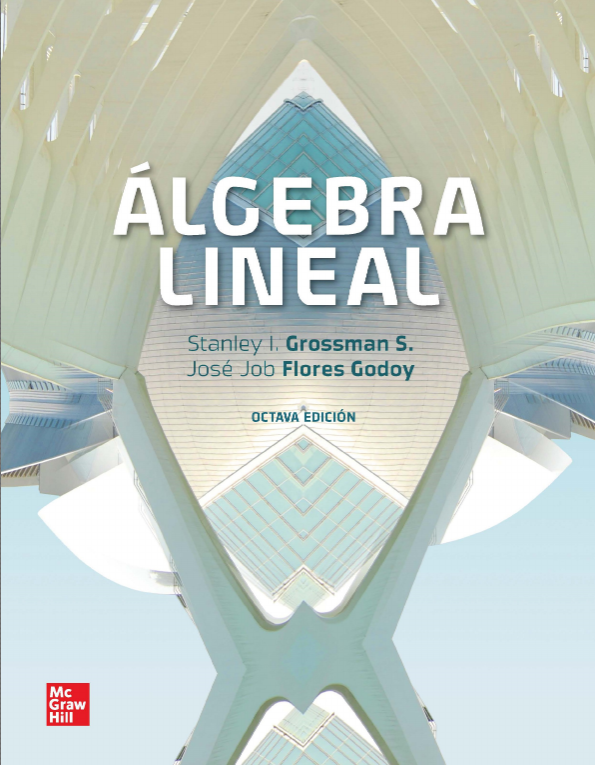 ÁLGEBRA
LINEAL
Stanley I. Grossman S.
José Job Flores Godoy
OCTAVA EDICIÓN
Mc
Graw
Hill